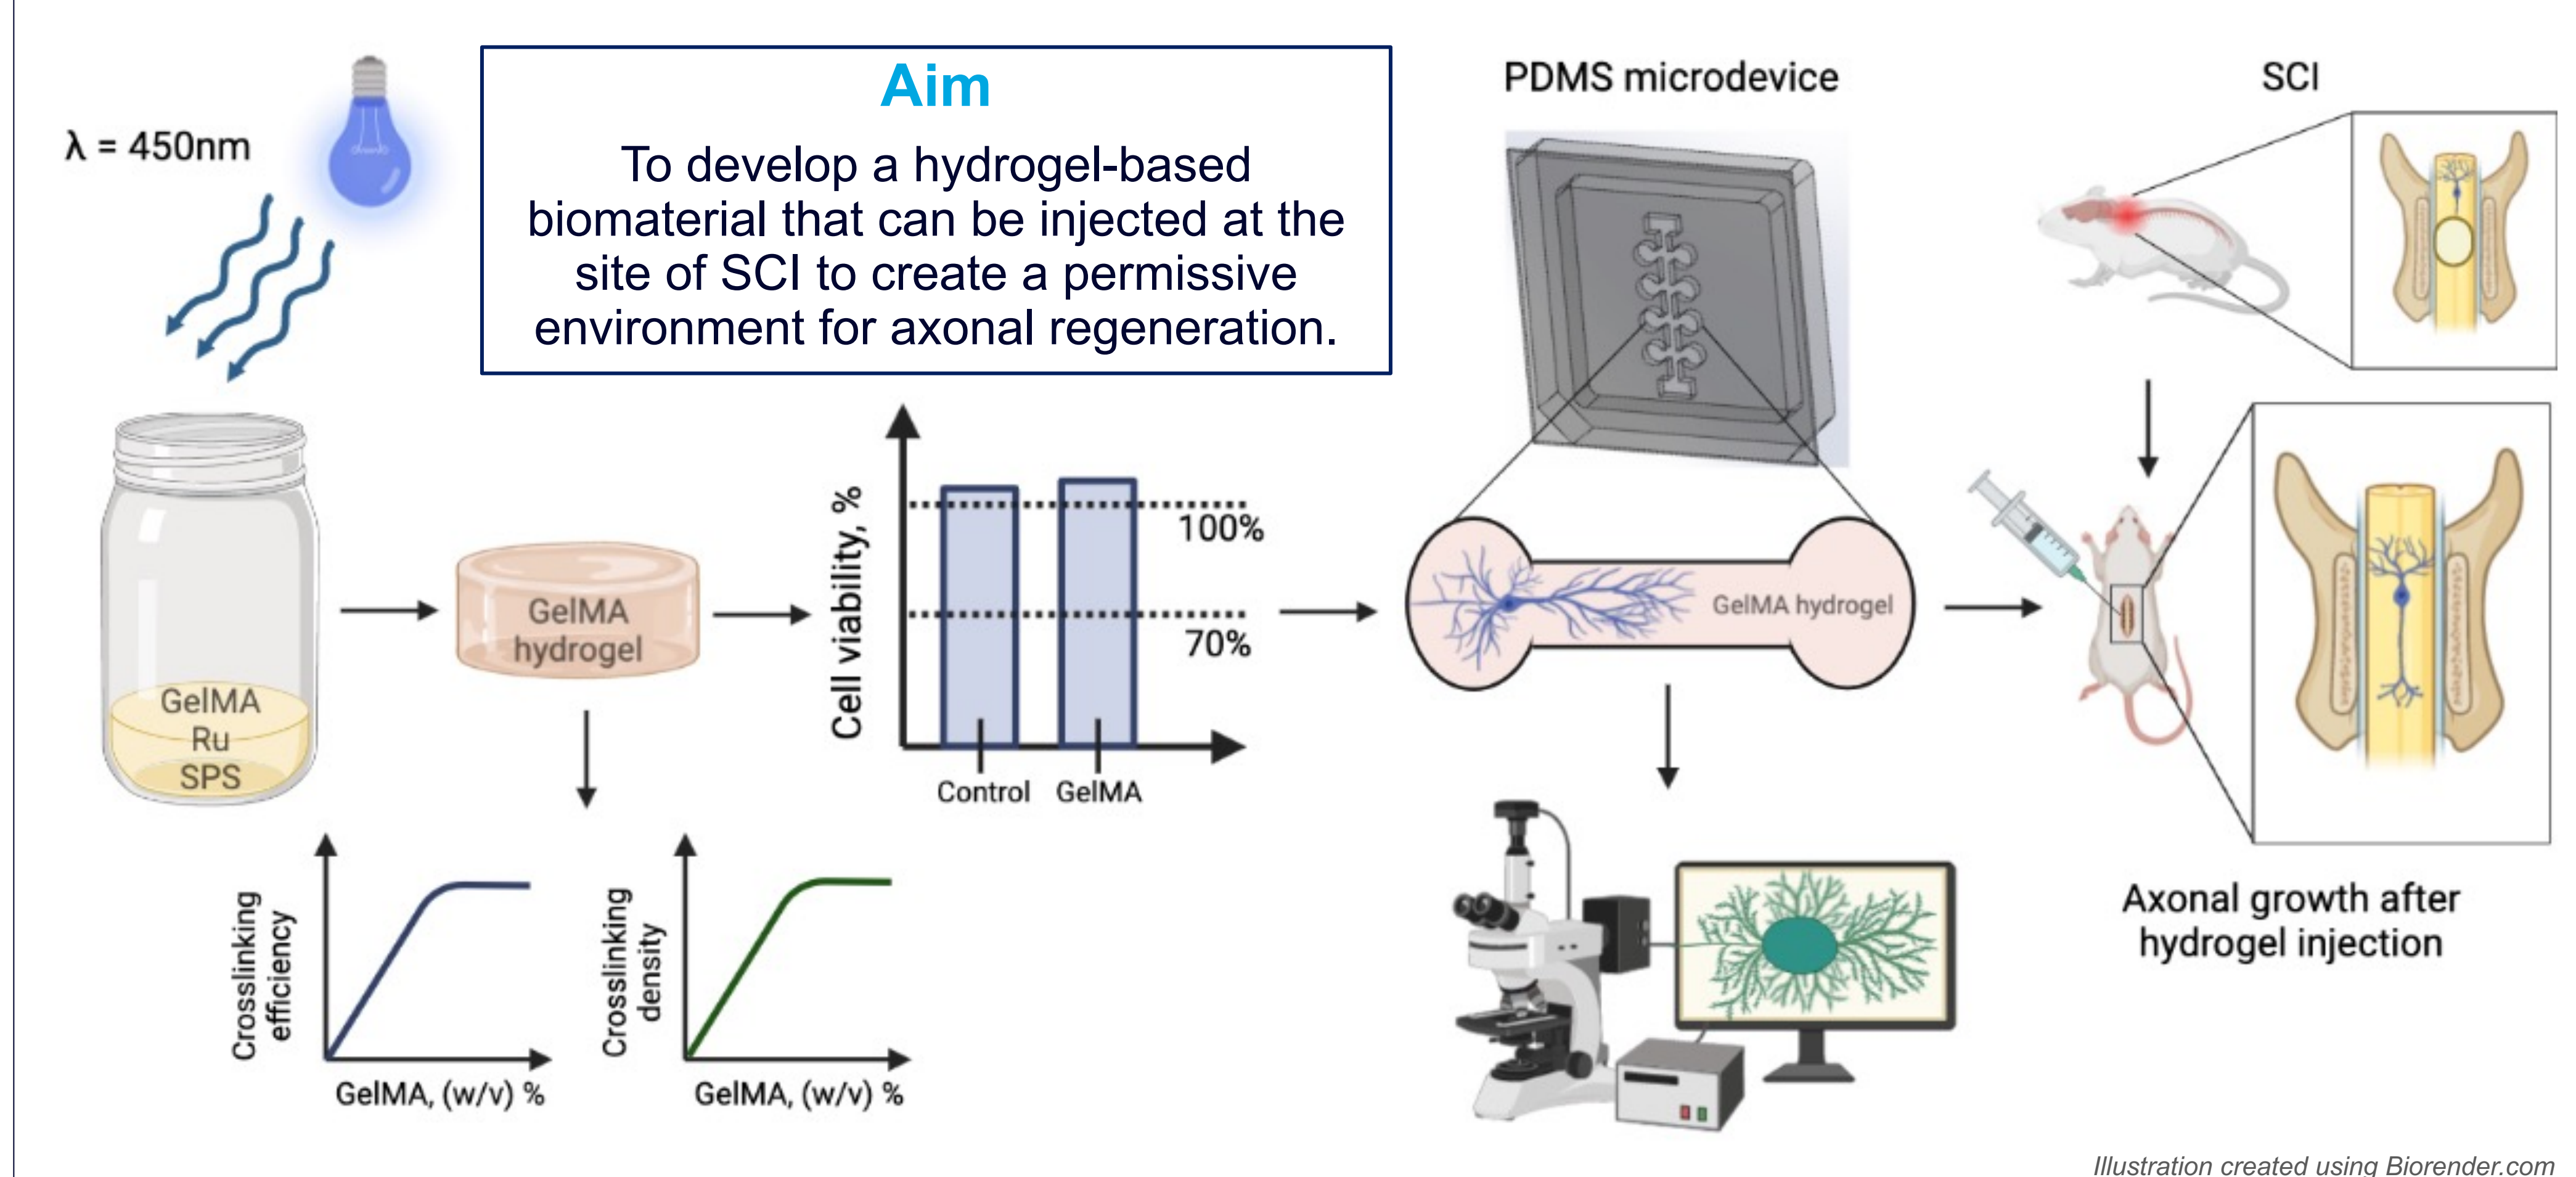 λ = 450nm
Aim
To develop a hydrogel-based
biomaterial that can be injected at the
site of SCI to create a permissive
environment for axonal regeneration.
PDMS microdevice
SCI
GelMA
Ru
SPS
GelMA
hydrogel
Cell viability, %
100%
70%
Control
GelMA
GelMA hydrogel
Crosslinking
efficiency
GelMA, (w/v) %
Crosslinking
density
GelMA, (w/v) %
Axonal growth after
hydrogel injection
Illustration created using Biorender.com